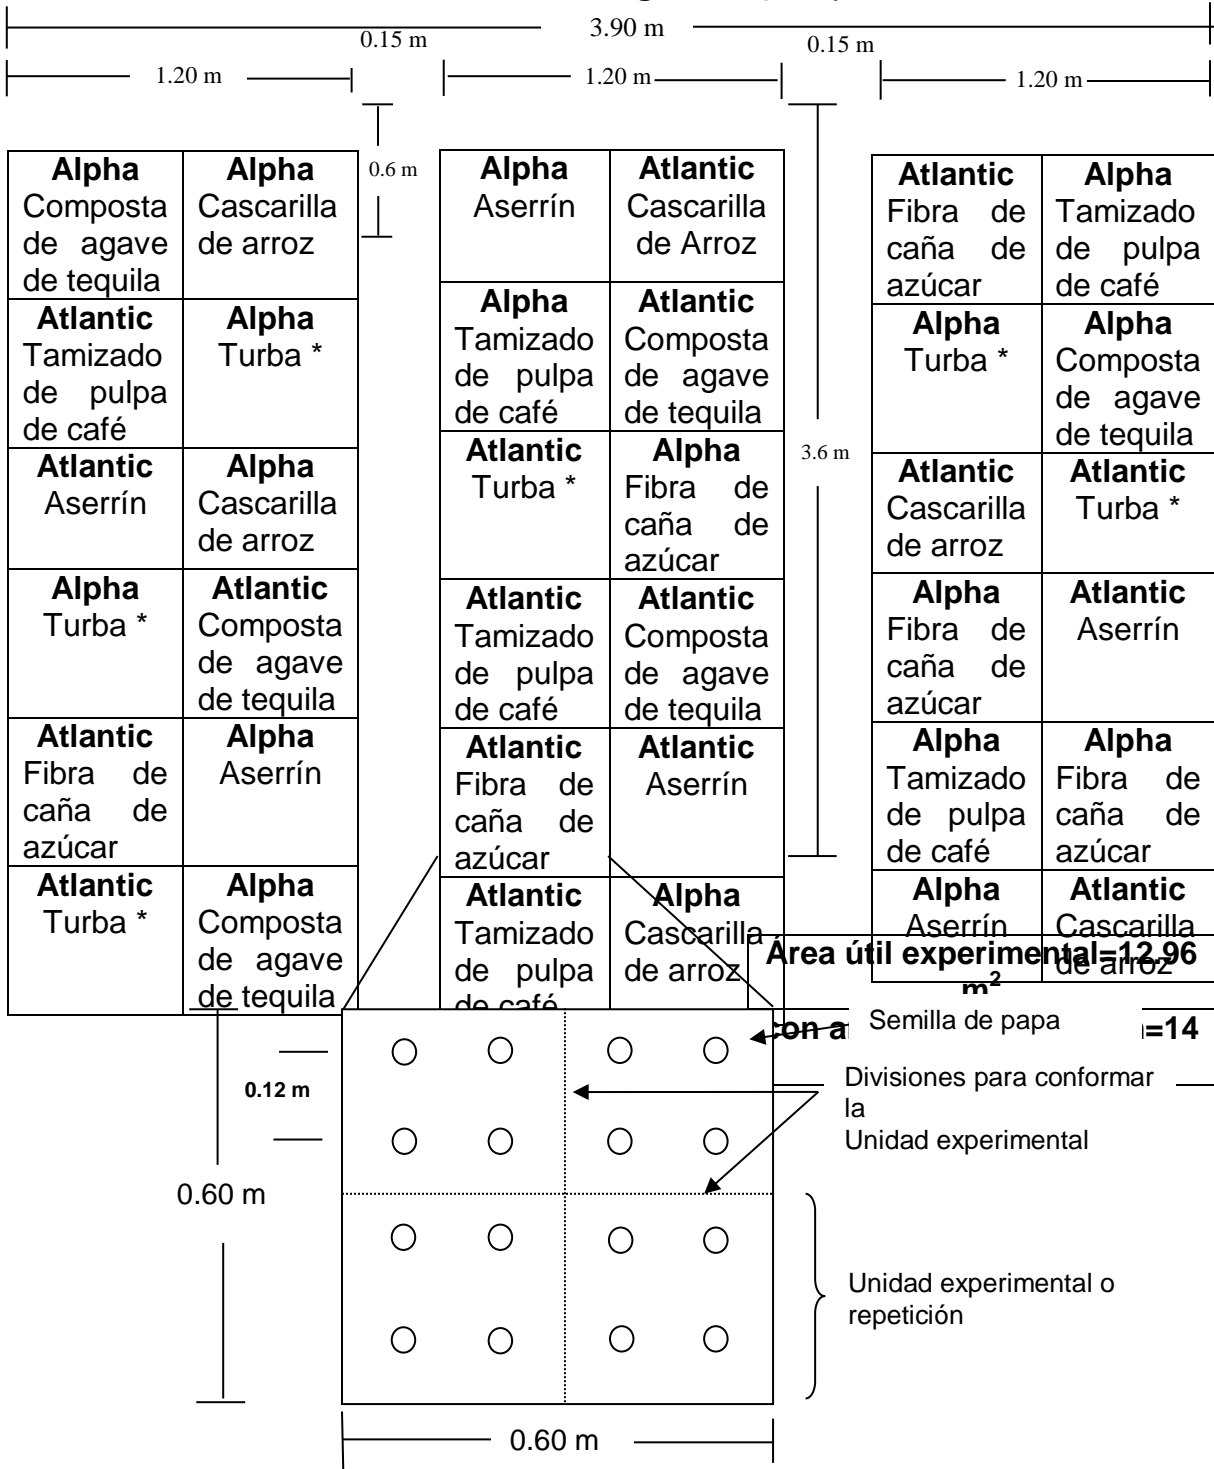 3.90 m
0.15 m
0.15 m
1.20 m
1.20 m
1.20 m
0.6 m
3.6 m
Alpha
Composta
de agave
de tequila
Alpha
Cascarilla
de arroz
Atlantic
Tamizado
de pulpa
de café
Alpha
Turba *
Atlantic
Aserrín
Alpha
Cascarilla
de arroz
Alpha
Turba *
Atlantic
Composta
de agave
de tequila
Atlantic
Fibra de
caña de
azúcar
Alpha
Aserrín
Atlantic
Turba *
Alpha
Composta
de agave
de tequila
Alpha
Aserrín
Atlantic
Cascarilla
de Arroz
Alpha
Tamizado
de pulpa
de café
Atlantic
Composta
de agave
de tequila
Atlantic
Turba *
Alpha
Fibra de
caña de
azúcar
Atlantic
Tamizado
de pulpa
de café
Atlantic
Composta
de agave
de tequila
Atlantic
Fibra de
caña de
azúcar
Atlantic
Aserrín
Atlantic
Tamizado
de pulpa
de café
Alpha
Cascarilla
de arroz
Atlantic
Fibra de
caña de
azúcar
Alpha
Tamizado
de pulpa
de café
Alpha
Turba *
Alpha
Composta
de agave
de tequila
Atlantic
Cascarilla
de arroz
Atlantic
Turba *
Alpha
Fibra de
caña de
azúcar
Atlantic
Aserrín
Alpha
Tamizado
de pulpa
de café
Alpha
Fibra de
caña de
azúcar
Alpha
Aserrín
Atlantic
Cascarilla
de arroz
Área útil experimental=12.96
m²
con =14
Semilla de papa
Divisiones para conformar
la
Unidad experimental
0.12 m
0.60 m
Unidad experimental o
repetición
0.60 m